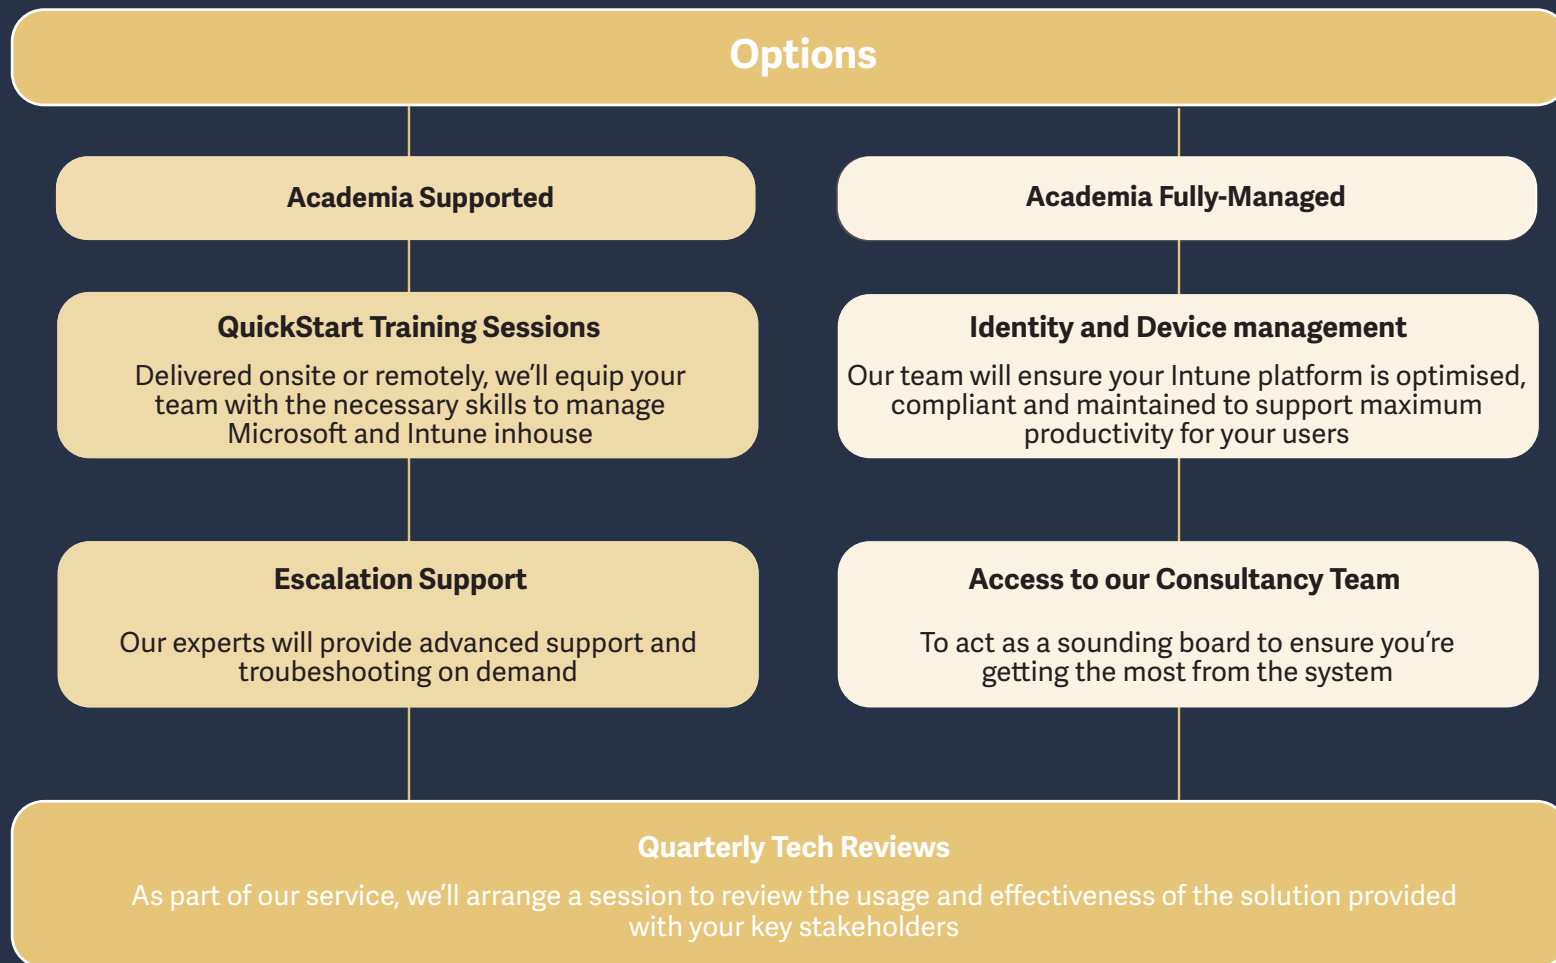 Options
Academia Supported
Academia Fully-Managed
QuickStart Training Sessions
Delivered onsite or remotely, we'll equip your
team with the necessary skills to manage
Microsoft and Intune inhouse
Identity and Device management
Our team will ensure your Intune platform is optimised,
compliant and maintained to support maximum
productivity for your users
Escalation Support
Our experts will provide advanced support and
troubeshooting on demand
Access to our Consultancy Team
To act as a sounding board to ensure you're
getting the most from the system
Quarterly Tech Reviews
As part of our service, we'll arrange a session to review the usage and effectiveness of the solution provided
with your key stakeholders